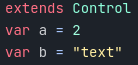 extends Control
var a = 2
var b = "text"